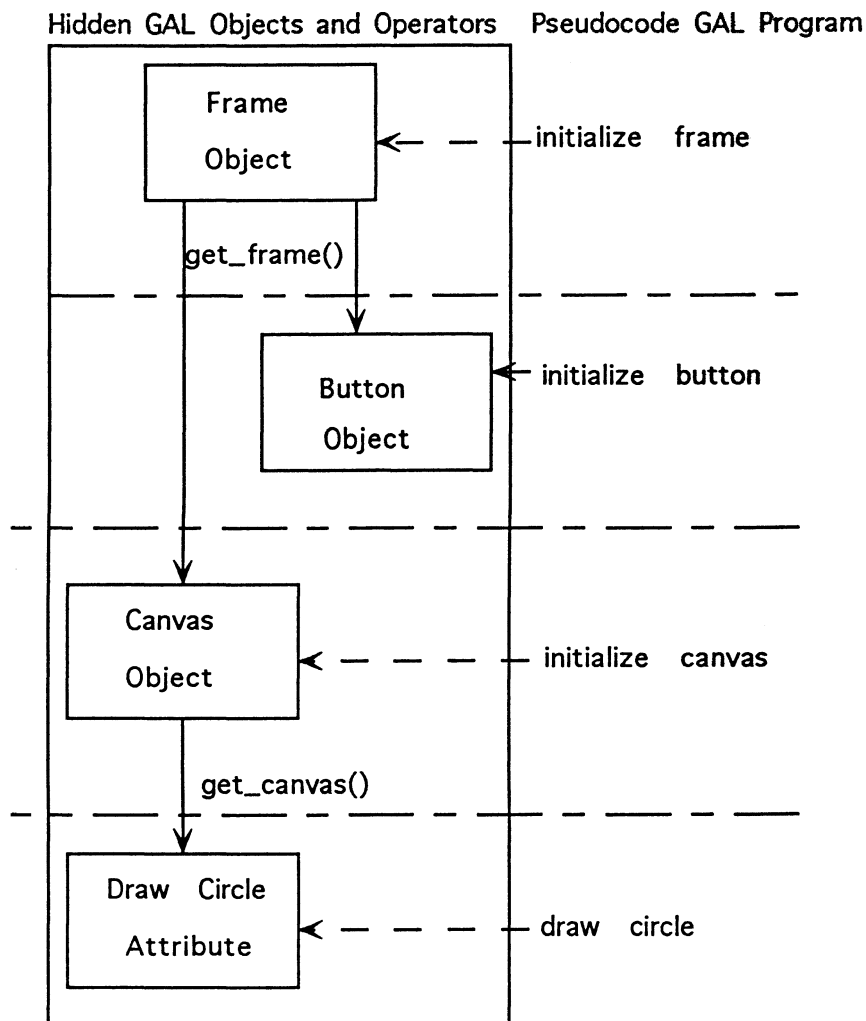 Hidden GAL Objects and Operators
Pseudocode GAL Program
Frame
Object
initialize frame
get_frame()
Button
Object
initialize button
Canvas
Object
initialize canvas
get_canvas()
Draw Circle
Attribute
draw circle